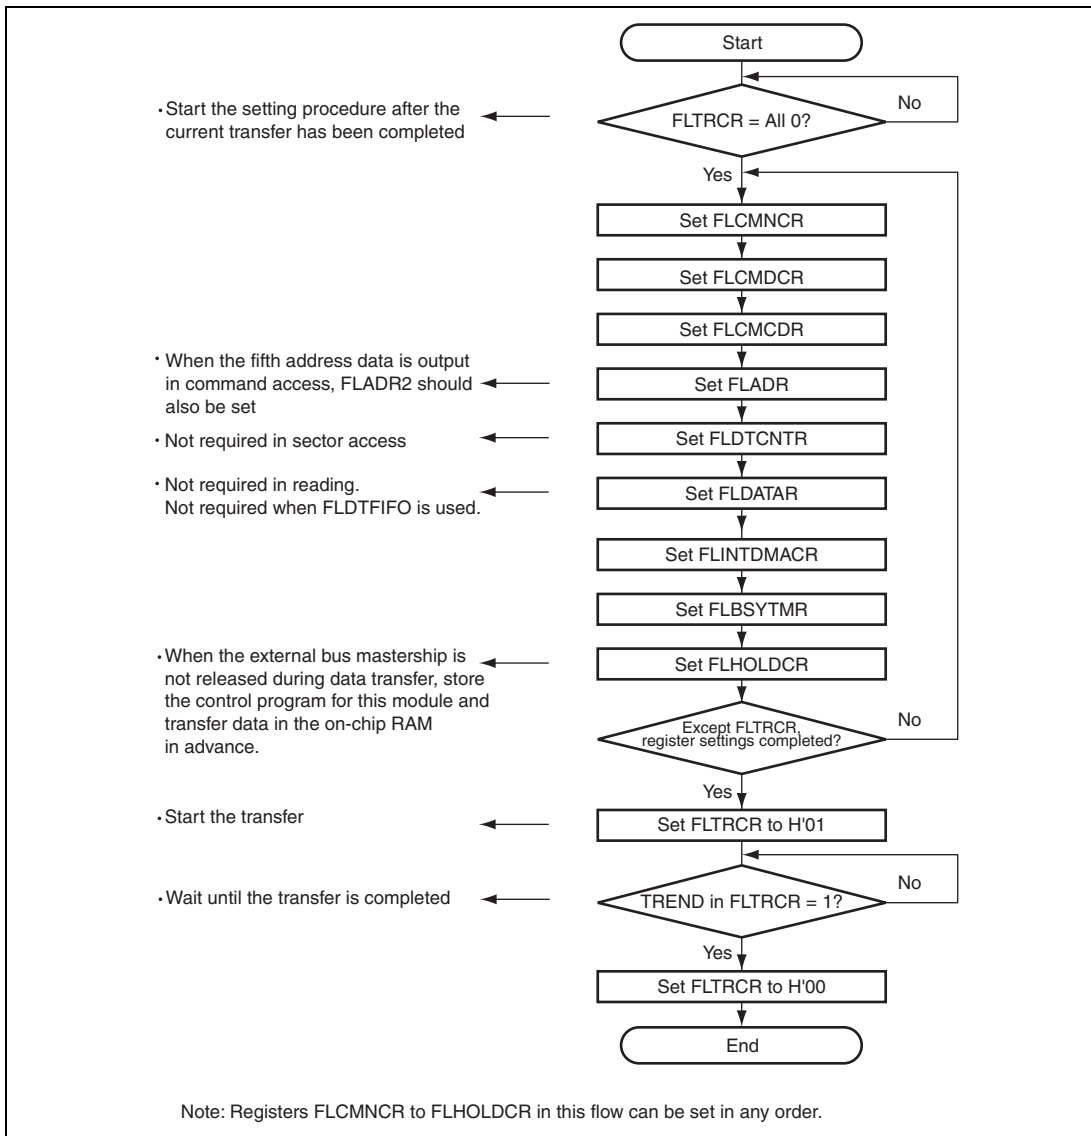 Start
· Start the setting procedure after the
current transfer has been completed
FLTRCR = All 0?
No
Yes
Set FLCMNCR
Set FLCMDCR
Set FLCMCDR
· When the fifth address data is output
in command access, FLADR2 should
also be set
Set FLADR
· Not required in sector access
Set FLDTCNTR
· Not required in reading.
Not required when FLDTFIFO is used.
Set FLDATAR
Set FLINTDMACR
Set FLBSYTMR
· When the external bus mastership is
not released during data transfer, store
the control program for this module and
transfer data in the on-chip RAM
in advance.
Set FLHOLDCR
Except FLTRCR,
register settings completed?
No
Yes
· Start the transfer
Set FLTRCR to H'01
· Wait until the transfer is completed
TREND in FLTRCR = 1?
No
Yes
Set FLTRCR to H'00
End
Note: Registers FLCMNCR to FLHOLDCR in this flow can be set in any order.